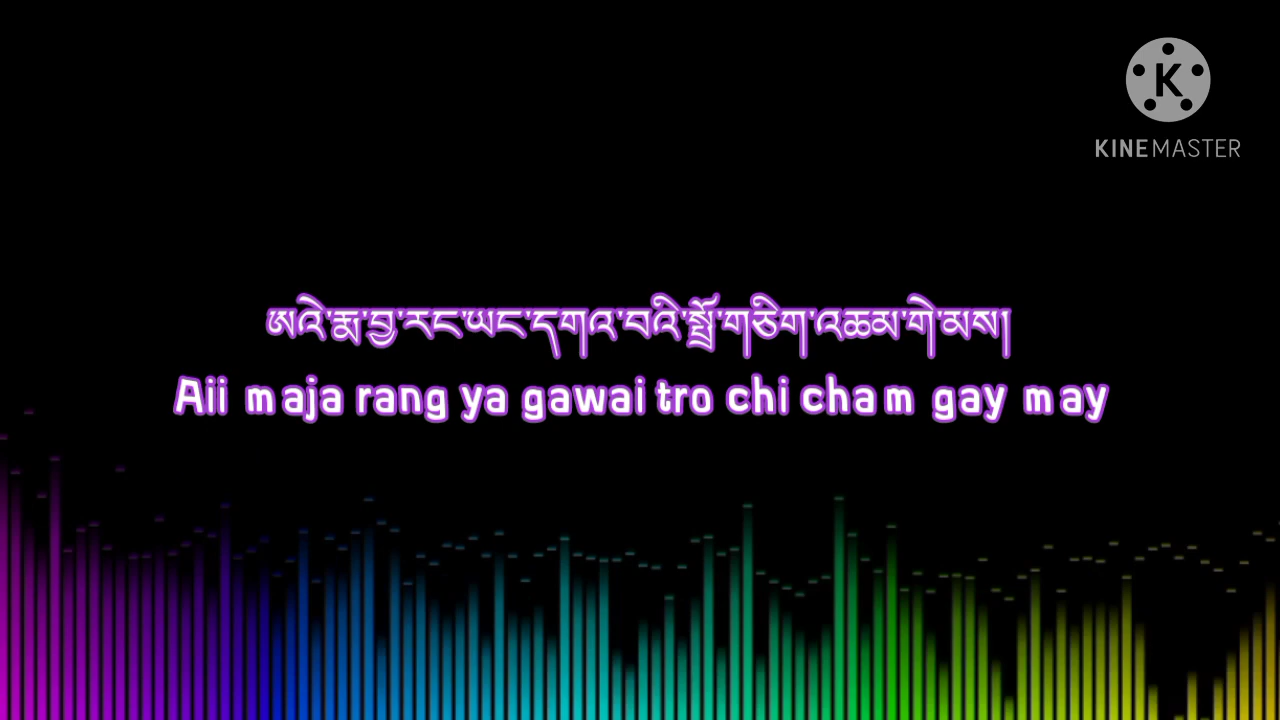 KINEMASTER
ཨའི་རྨ་བྱ་རང་ཡང་དགའ་བའི་སྤྲོ་གཅིག་འཆམ་གེ་མས།
Aii maja rang ya gawai tro chi cham gay may